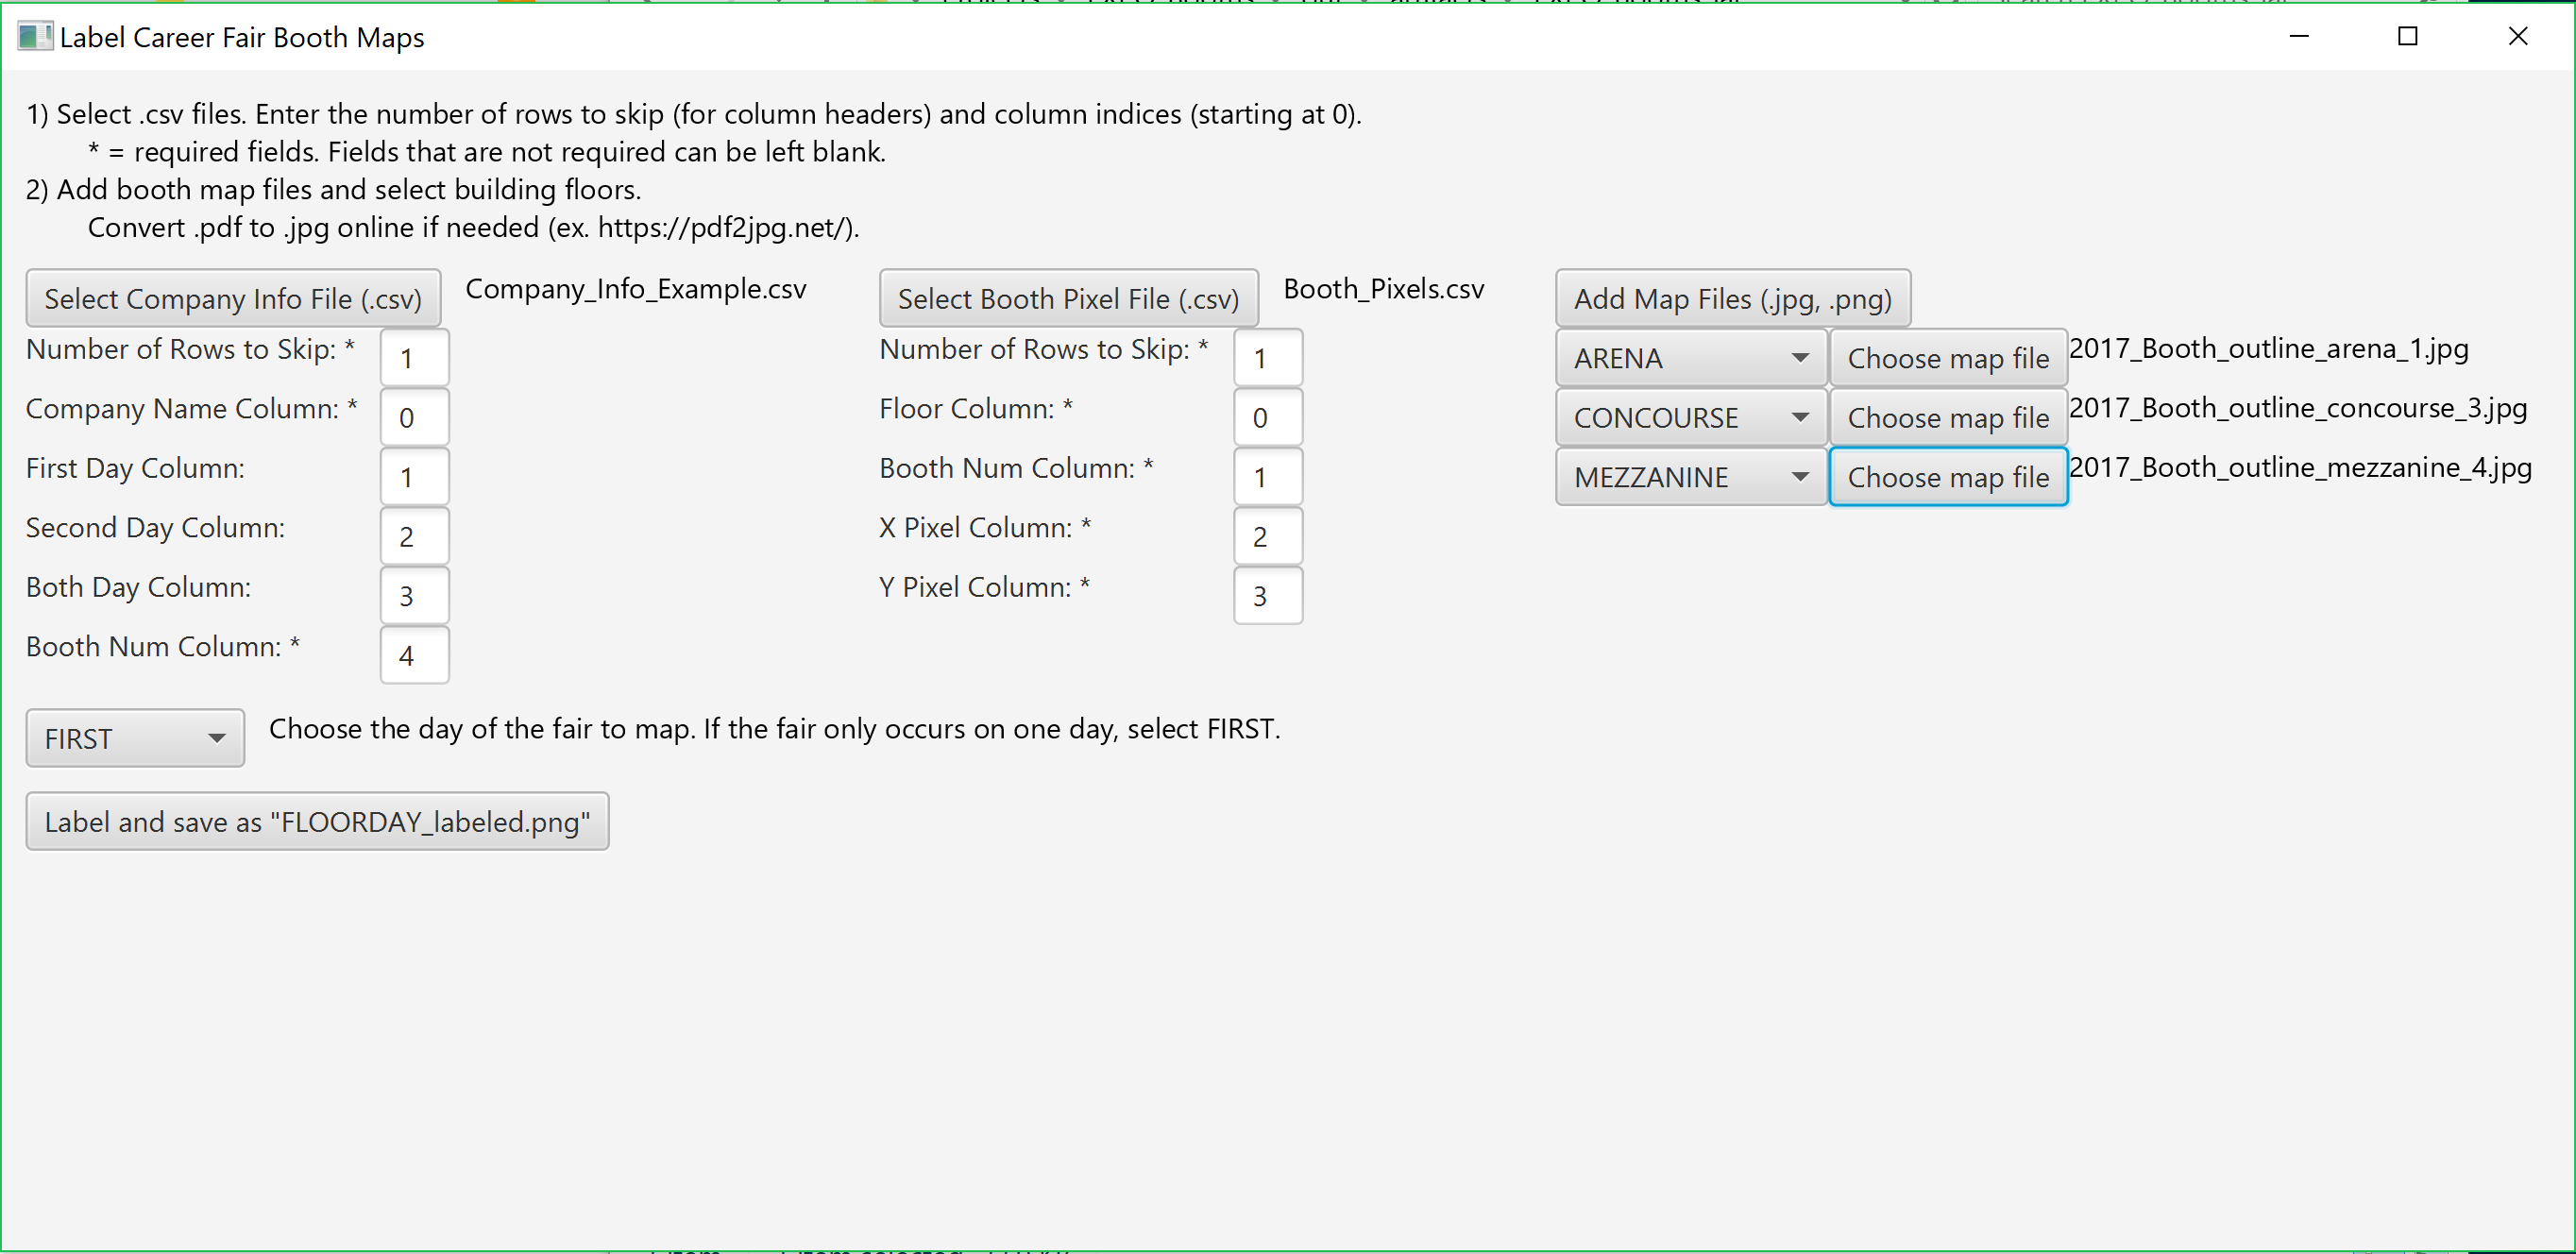 Label Career Fair Booth Maps
1) Select .csv files. Enter the number of rows to skip (for column headers) and column indices (starting at 0).
* = required fields. Fields that are not required can be left blank.
2) Add booth map files and select building floors.
Convert .pdf to .jpg online if needed (ex. https://pdf2jpg.net/).
Select Company Info File (.csv) Company_Info_Example.csv
Number of Rows to Skip: * 1
Company Name Column: * 0
First Day Column: 1
Second Day Column: 2
Both Day Column: 3
Booth Num Column: * 4
Select Booth Pixel File (.csv) Booth_Pixels.csv
Number of Rows to Skip: * 1
Floor Column: * 0
Booth Num Column: * 1
X Pixel Column: * 2
Y Pixel Column: * 3
Add Map Files (.jpg, .png)
ARENA Choose map file 2017_Booth_outline_arena_1.jpg
CONCOURSE Choose map file 2017_Booth_outline_concourse_3.jpg
MEZZANINE Choose map file 2017_Booth_outline_mezzanine_4.jpg
FIRST Choose the day of the fair to map. If the fair only occurs on one day, select FIRST.
Label and save as "FLOORDAY_labeled.png"